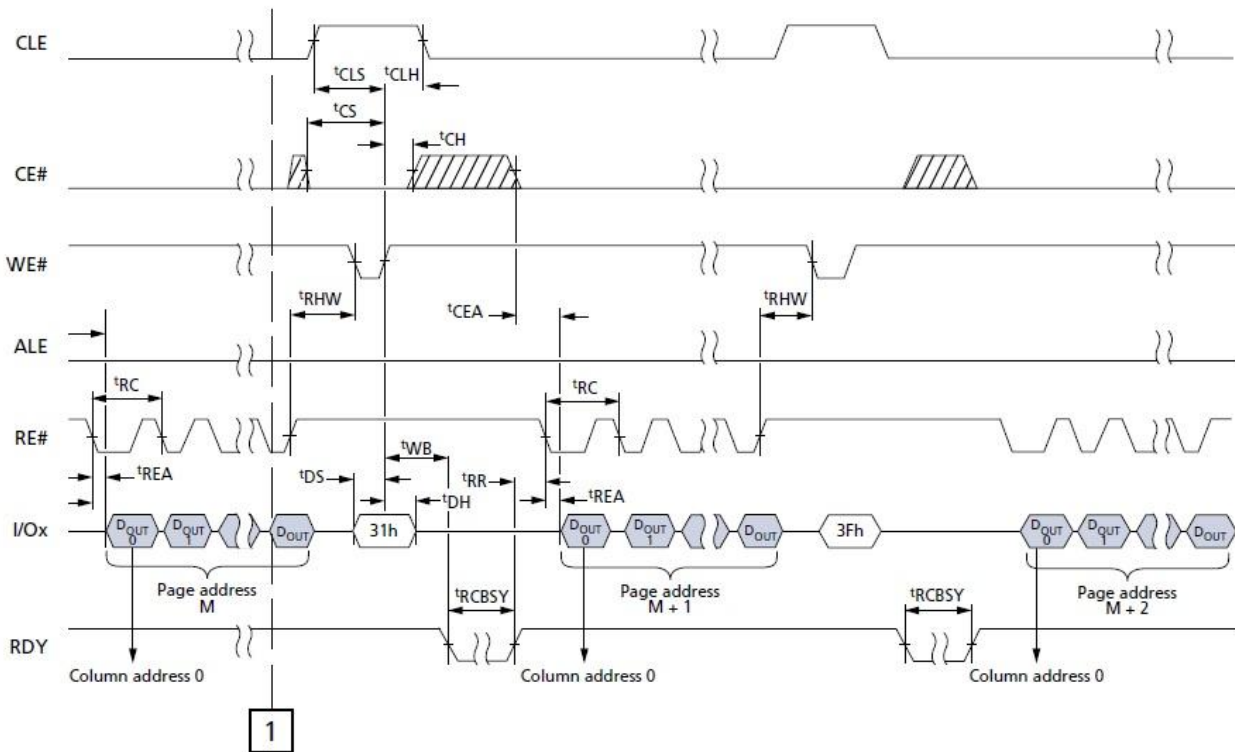 CLE
tCLS
tCLH
tCS
tCH
CE#
WE#
tRHW
tCEA
tRHW
ALE
tRC
tRC
RE#
tWB
tREA
tDS
tDH
tRR
tREA
I/Ox
DOUT 0
DOUT 1
DOUT
31h
DOUT 0
DOUT 1
DOUT
3Fh
DOUT 0
DOUT 1
DOUT
Page address
M
Page address
M + 1
Page address
M + 2
tRCBSY
tRCBSY
RDY
Column address 0
Column address 0
Column address 0
1